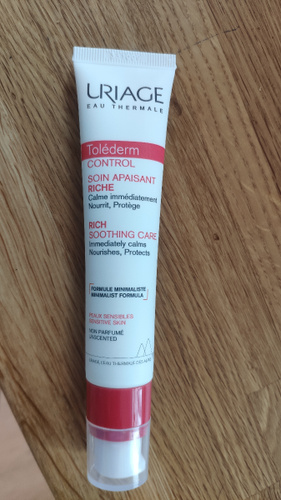 URIAGE
EAU THERMALE
Toléderm
CONTROL
SOIN APAISANT
RICHE
Calme immédiatement
Nourrit, Protège
RICH
SOOTHING CARE
Immediately calms
Nourishes, Protects
FORMULE MINIMALISTE
MINIMALIST FORMULA
PEAUX SENSIBLES
SENSITIVE SKIN
NON PARFUMÉ
UNSCENTED